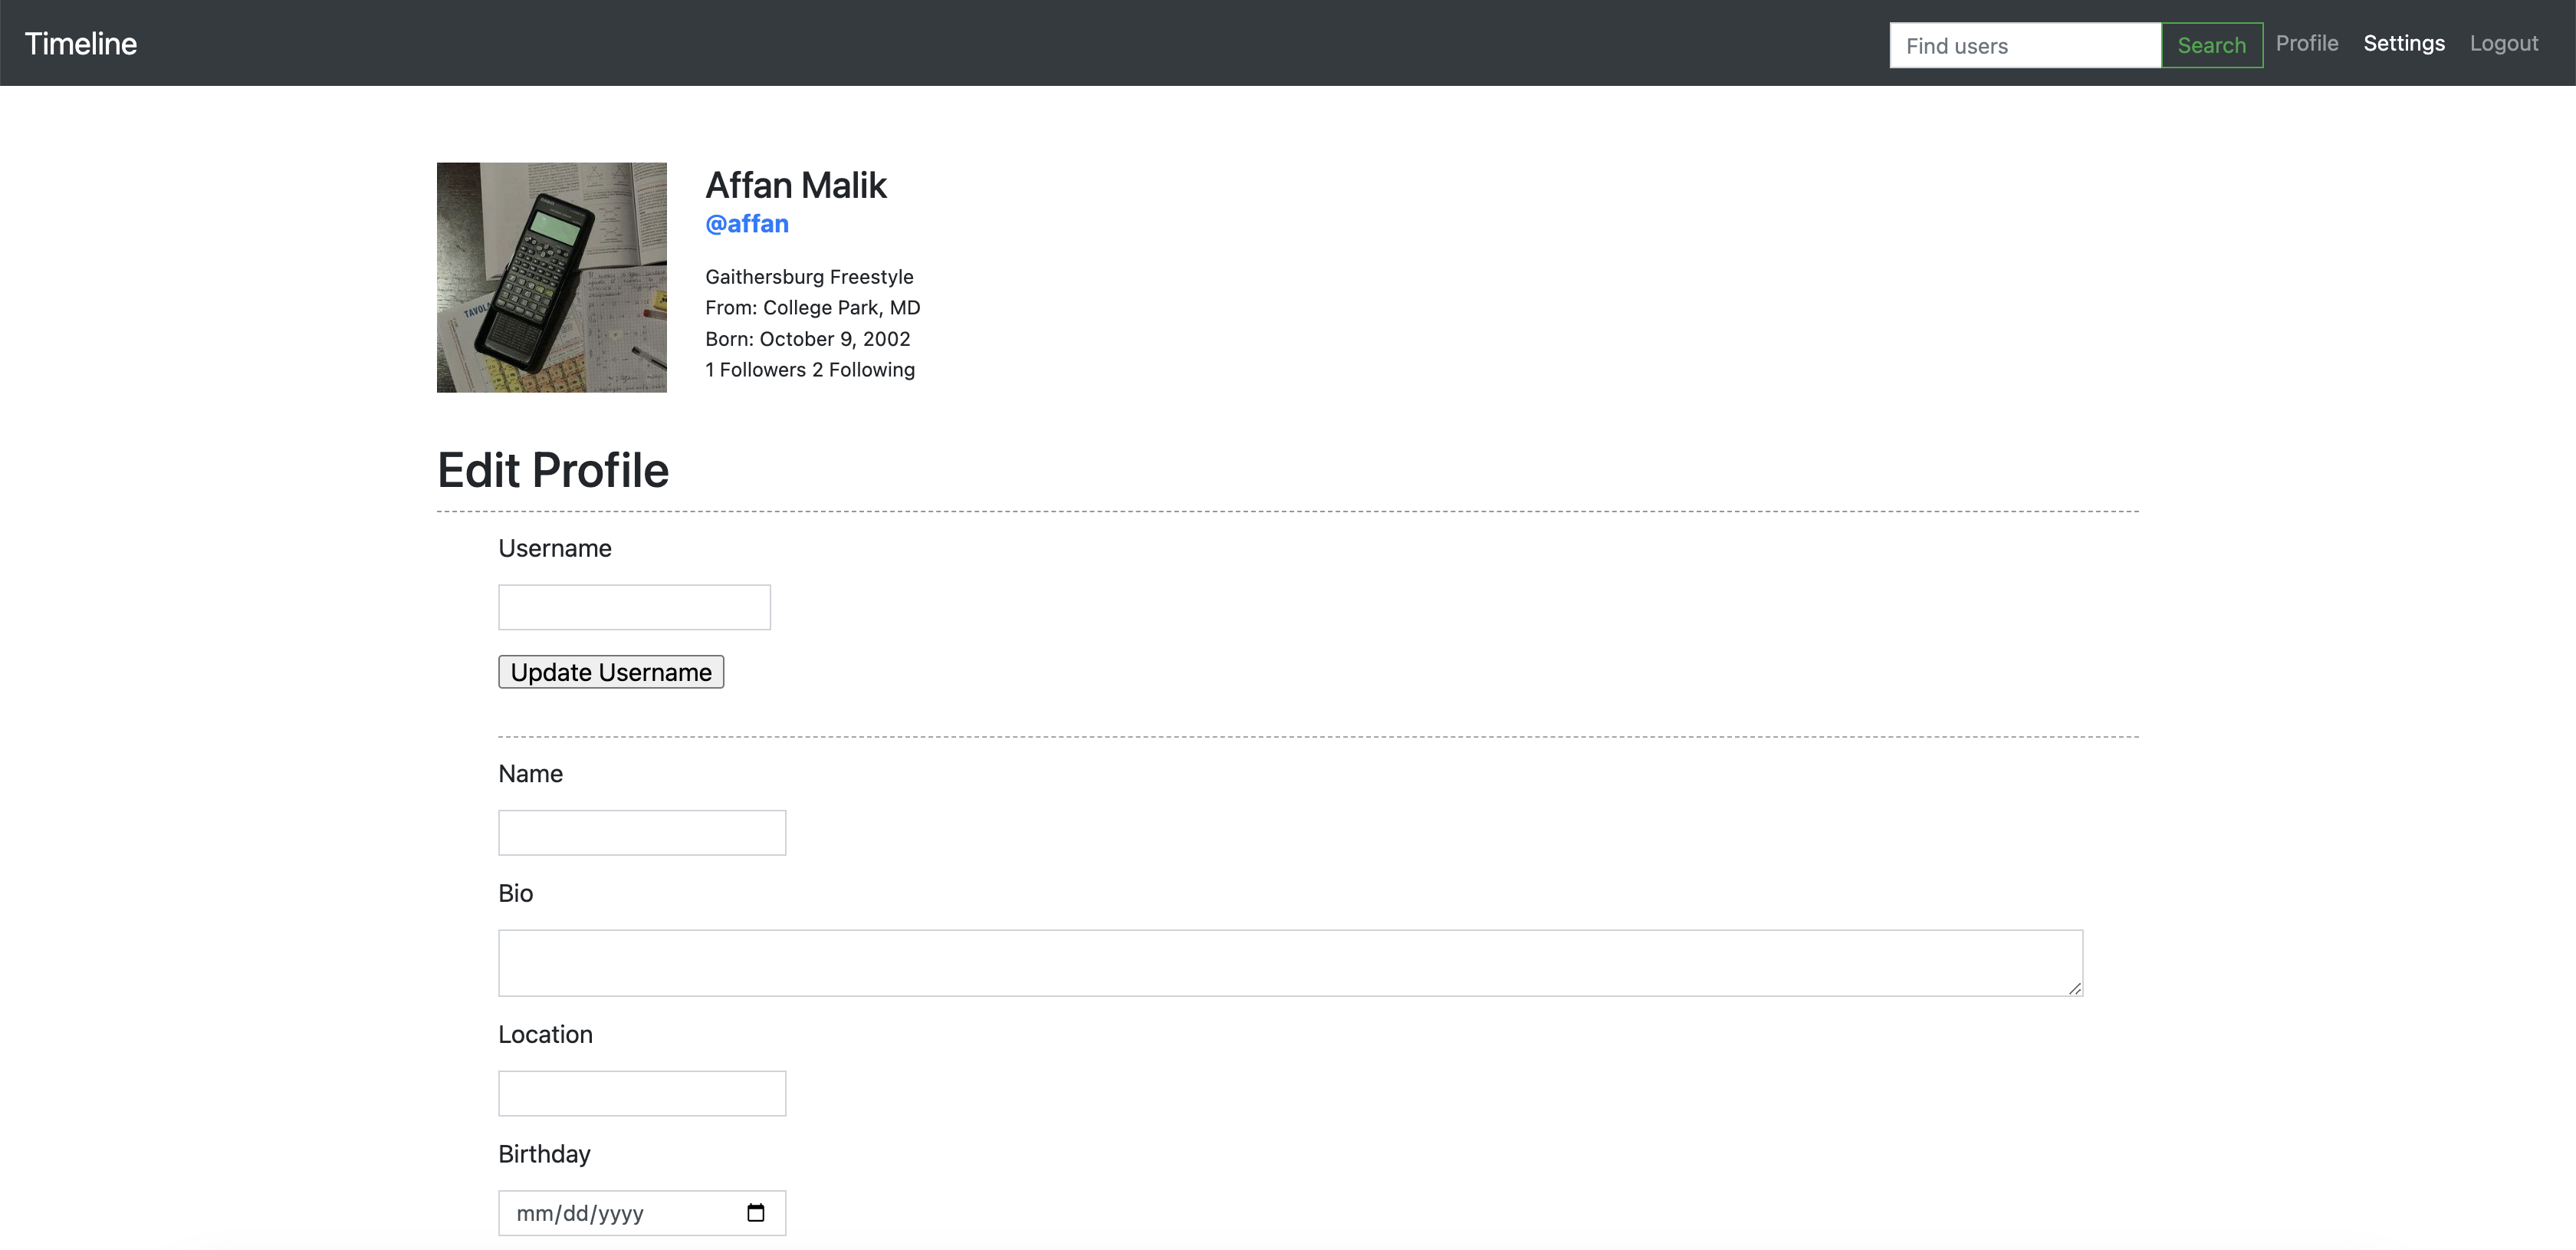 Timeline
Find users
Search
Profile
Settings
Logout
Affan Malik
@affan
Gaithersburg Freestyle
From: College Park, MD
Born: October 9, 2002
1 Followers 2 Following
TAVOLA
Edit Profile
Username
Update Username
Name
Bio
Location
Birthday
mm/dd/yyyy